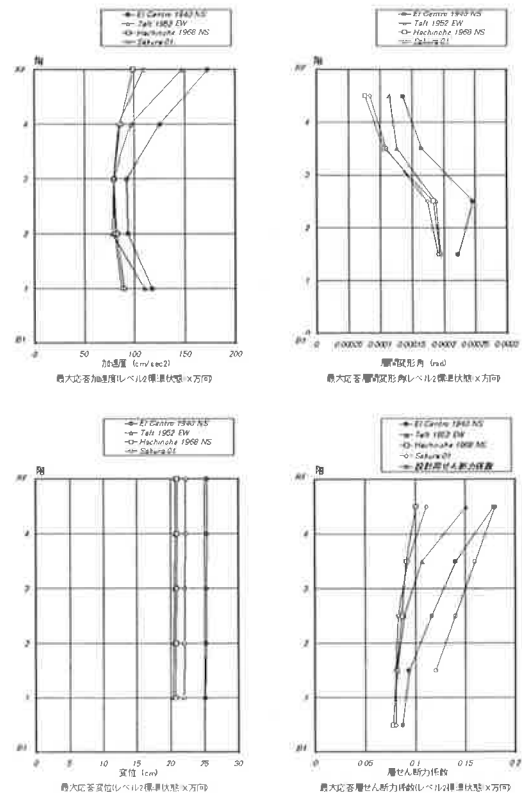 El Centro 1940 NS
Taft 1952 EW
Hachinohe 1968 NS
Sakura 01
階
RF
4
3
2
1
B1
0 50 100 150 200
加速度 (cm/sec2)
最大応答加速度(レベル2標準状態:X方向)
El Centro 1940 NS
Taft 1952 EW
Hachinohe 1968 NS
Sakura 01
階
RF
4
3
2
1
B1
層間変形角 (rad)
最大応答層間変形角(レベル2標準状態:X方向)
El Centro 1940 NS
Taft 1952 EW
Hachinohe 1968 NS
Sakura 01
階
RF
4
3
2
1
B1
0 5 10 15 20 25 30
変位 (cm)
最大応答変位(レベル2標準状態:X方向)
El Centro 1940 NS
Taft 1952 EW
Hachinohe 1968 NS
Sakura 01
設計用せん断力係数
階
RF
4
3
2
1
B1
0 0.05 0.1 0.15 0.2
層せん断力係数
最大応答層せん断力係数(レベル2標準状態:X方向)